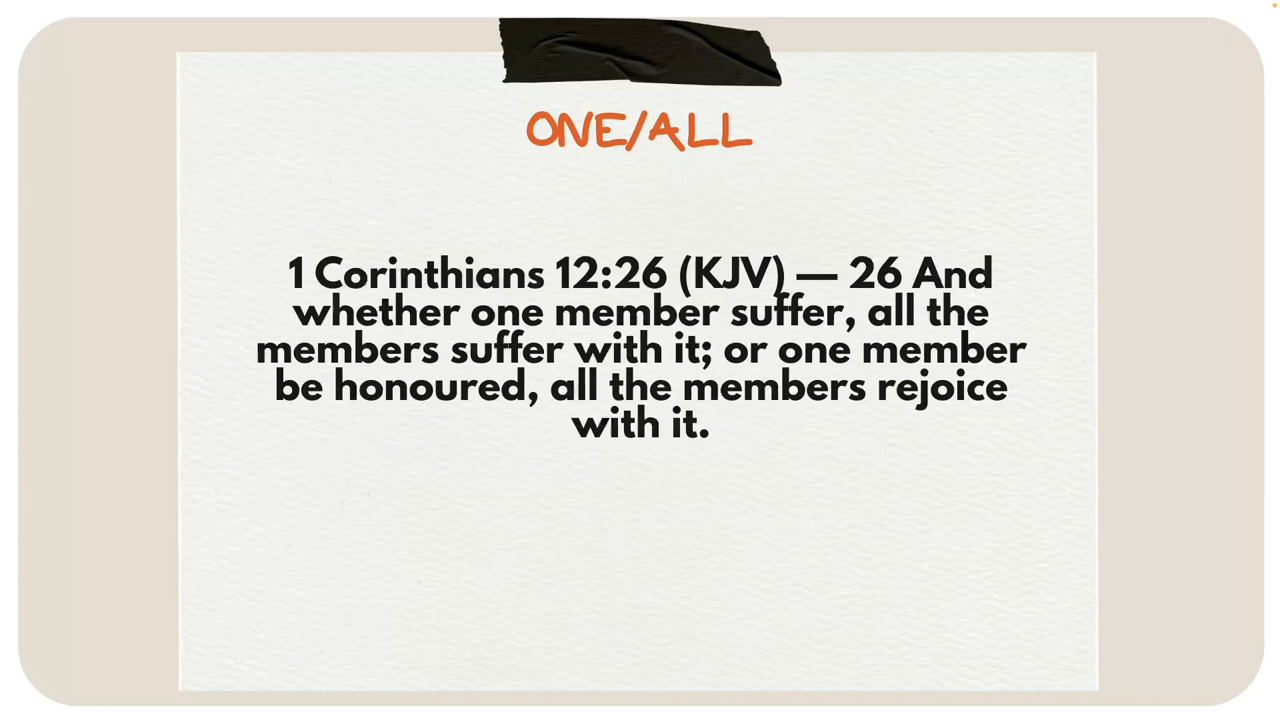 ONE/ALL
1 Corinthians 12:26 (KJV) — 26 And
whether one member suffer, all the
members suffer with it; or one member
be honoured, all the members rejoice
with it.